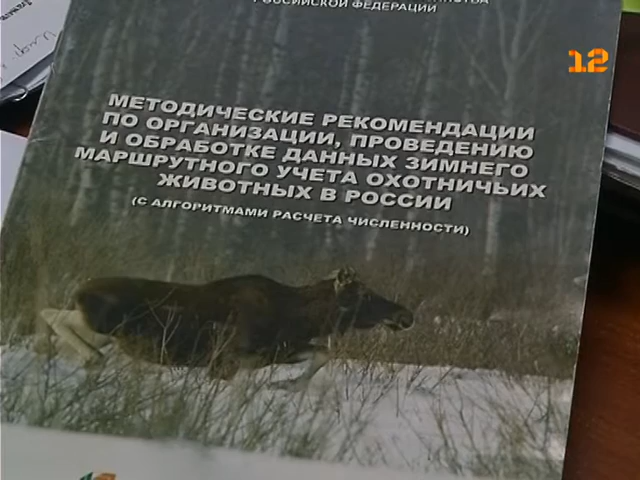 РОССИЙСКОЙ ФЕДЕРАЦИИ
12
МЕТОДИЧЕСКИЕ РЕКОМЕНДАЦИИ
ПО ОРГАНИЗАЦИИ, ПРОВЕДЕНИЮ
И ОБРАБОТКЕ ДАННЫХ ЗИМНЕГО
МАРШРУТНОГО УЧЕТА ОХОТНИЧЬИХ
ЖИВОТНЫХ В РОССИИ
(С АЛГОРИТМАМИ РАСЧЕТА ЧИСЛЕННОСТИ)